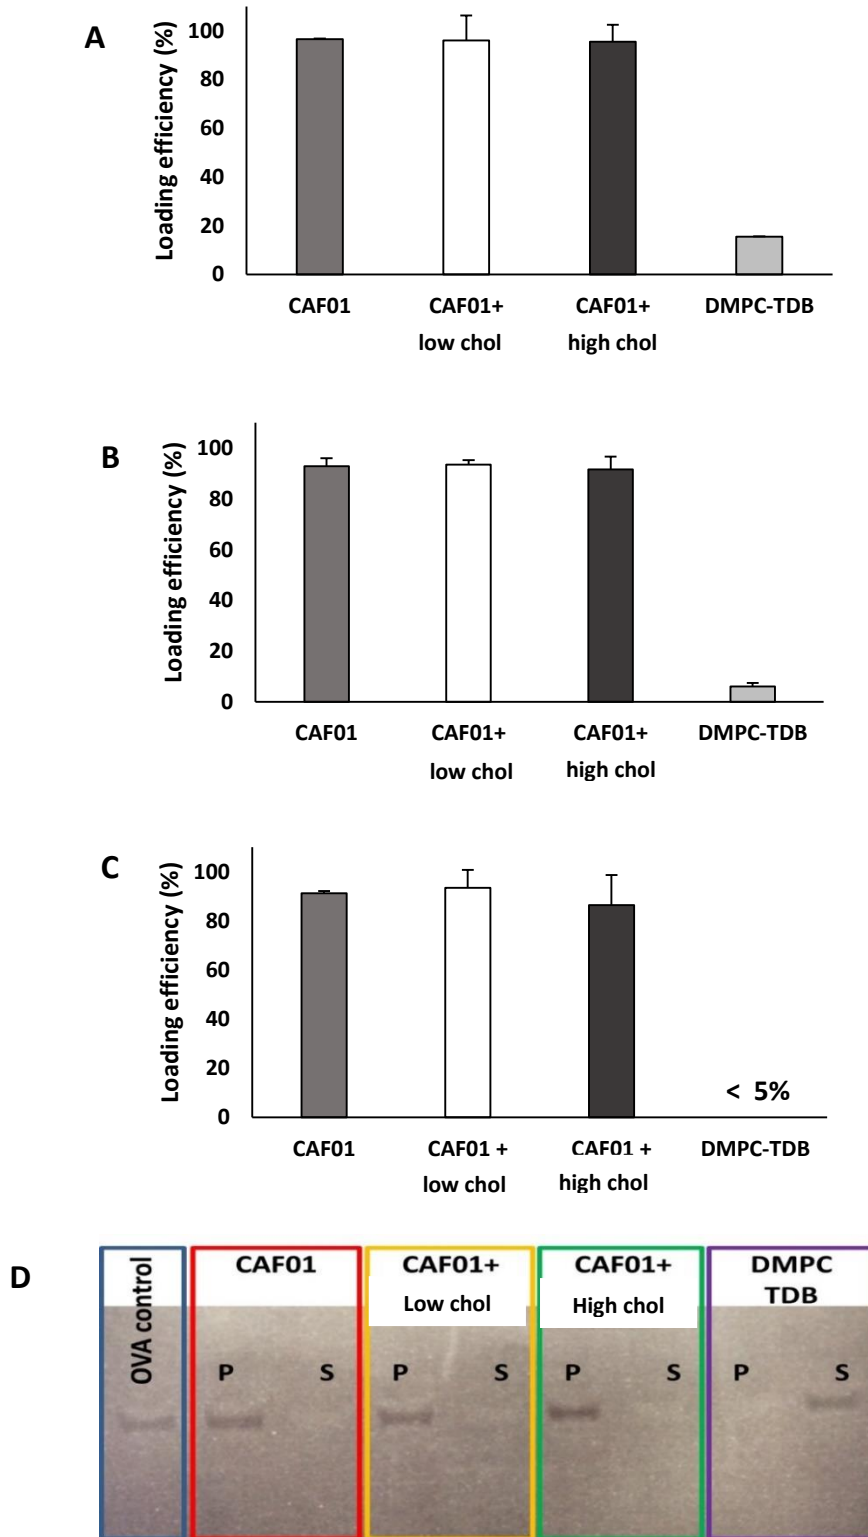 A
Loading efficiency (%)
100
80
60
40
20
0
CAF01
CAF01+
low chol
CAF01+
high chol
DMPC-TDB
B
Loading efficiency (%)
100
80
60
40
20
0
CAF01
CAF01+
low chol
CAF01+
high chol
DMPC-TDB
C
Loading efficiency (%)
100
80
60
40
20
0
< 5%
CAF01
CAF01 +
low chol
CAF01 +
high chol
DMPC-TDB
D
OVA control
CAF01
P S
CAF01+
Low chol
P S
CAF01+
High chol
P S
DMPC
TDB
P S